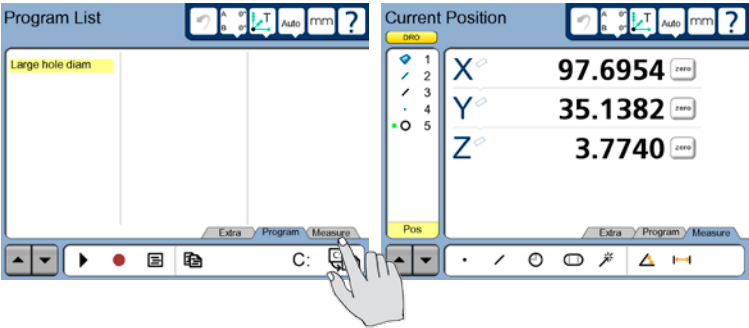 Program List
A 0°
B 0°
T
Auto
mm
?
Large hole diam
Extra
Program
Measure
C:
Current Position
A 0°
B 0°
T
Auto
mm
?
DRO
1
2
3
4
5
X 97.6954 zero
Y 35.1382 zero
Z 3.7740 zero
Pos
Extra
Program
Measure